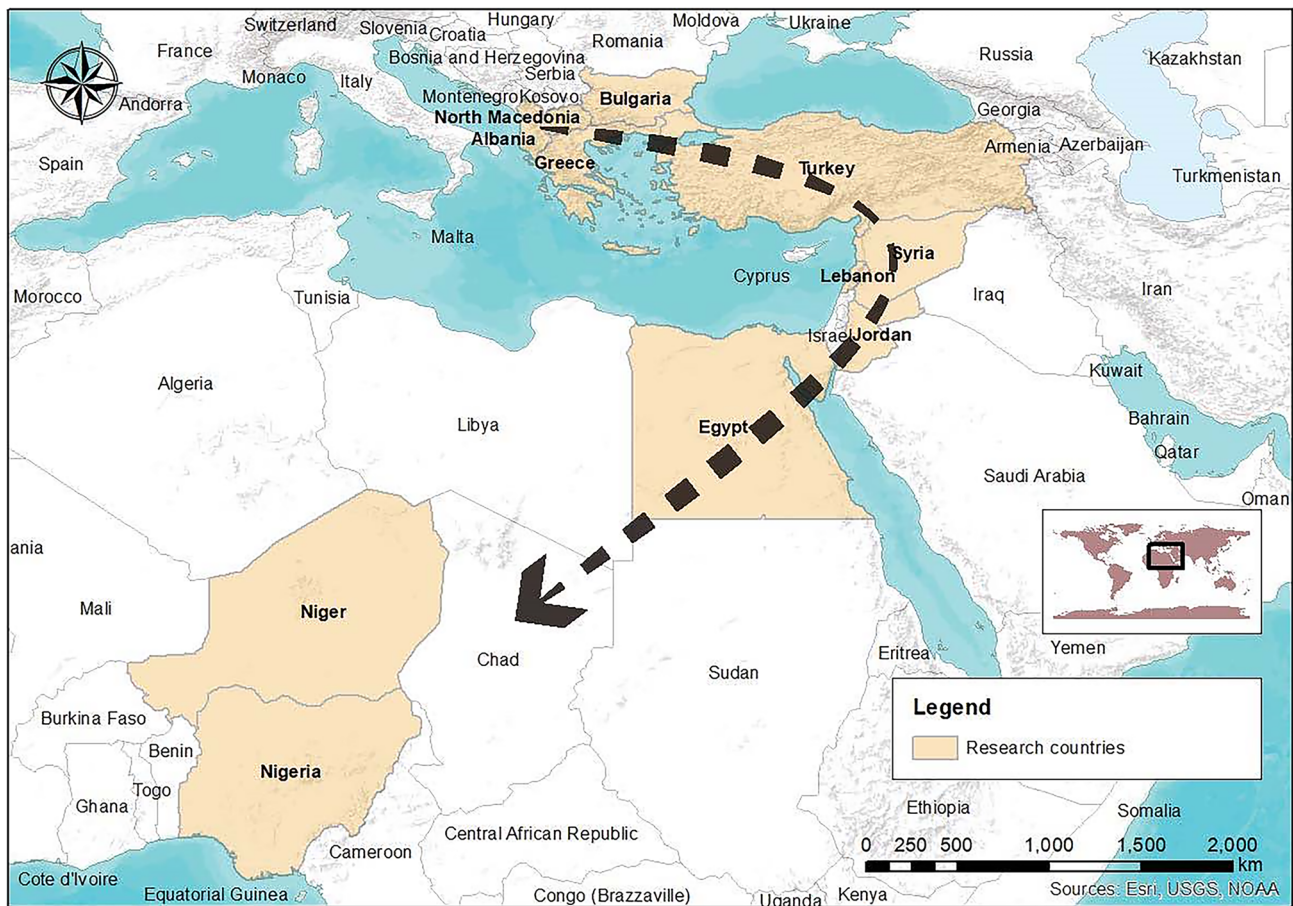 Hungary
Moldova
Ukraine
Switzerland
Slovenia
Croatia
Romania
France
Bosnia and Herzegovina
Russia
Kazakhstan
Serbia
Monaco
Italy
Andorra
Montenegro
Kosovo
Bulgaria
North Macedonia
Georgia
Albania
Armenia
Azerbaijan
Spain
Greece
Turkey
Turkmenistan
Malta
Syria
Cyprus
Lebanon
Morocco
Tunisia
Iraq
Iran
Israel
Jordan
Algeria
Kuwait
Libya
Egypt
Bahrain
Qatar
Saudi Arabia
Oman
ania
Mali
Niger
Chad
Sudan
Eritrea
Yemen
Burkina Faso
Benin
Nigeria
Togo
Ghana
Legend
Research countries
Ethiopia
Somalia
Central African Republic
Cameroon
0 250 500 1,000 1,500 2,000
km
Cote d'Ivoire
Equatorial Guinea
Congo (Brazzaville)
Uganda
Kenya
Sources: Esri, USGS, NOAA